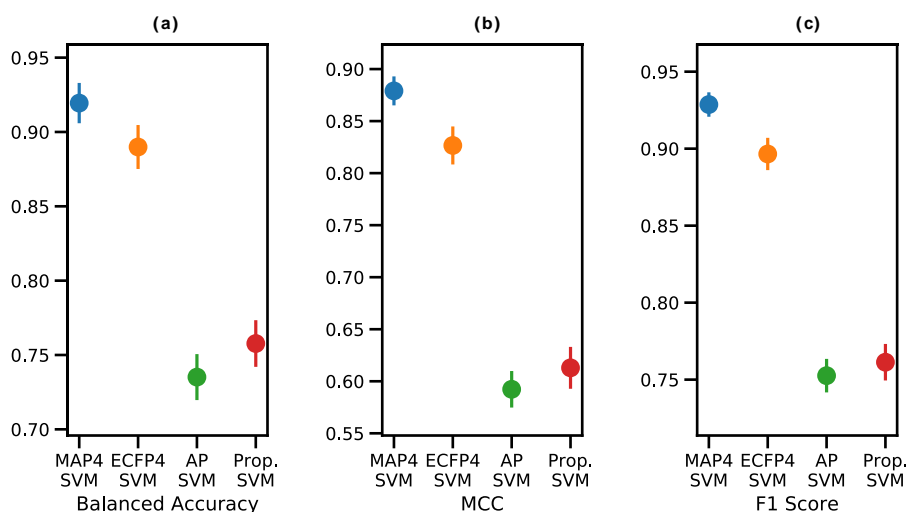 (a)
0.95
0.90
0.85
0.80
0.75
0.70
MAP4 ECFP4 AP Prop.
SVM SVM SVM SVM
Balanced Accuracy
(b)
0.90
0.85
0.80
0.75
0.70
0.65
0.60
0.55
MAP4 ECFP4 AP Prop.
SVM SVM SVM SVM
MCC
(c)
0.95
0.90
0.85
0.80
0.75
MAP4 ECFP4 AP Prop.
SVM SVM SVM SVM
F1 Score